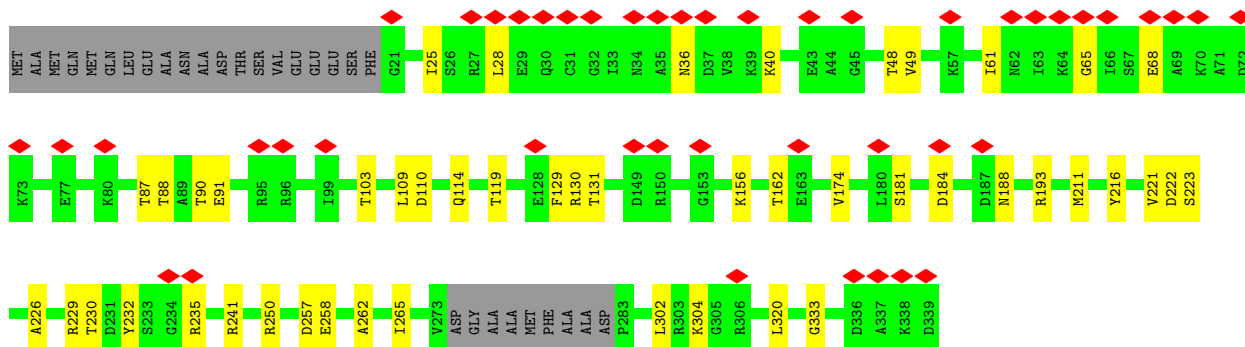 MET ALA MET GLN MET GLN LEU GLU ALA ASN ALA ASP THR SER VAL GLU GLU GLU SER PHE G21 I25 S26 R27 L28 E29 Q30 C31 G32 I33 N34 A35 N36 D37 V38 K39 K40 E43 A44 G45 T48 V49 K57 I61 N62 I63 K64 G65 I66 S67 E68 A69 K70 A71 D72
K73 E77 K80 T87 T88 A89 T90 E91 R95 R96 I99 T103 L109 D110 Q114 T119 E128 F129 R130 T131 D149 R150 G153 K156 T162 E163 V174 L180 S181 D184 D187 N188 R193 M211 Y216 V221 D222 S223
A226 R229 T230 D231 Y232 S233 G234 R235 R241 R250 D257 E258 A262 I265 V273 ASP GLY ALA ALA MET PHE ALA ALA ASP P283 L302 R303 K304 G305 R306 L320 G333 D336 A337 K338 D339